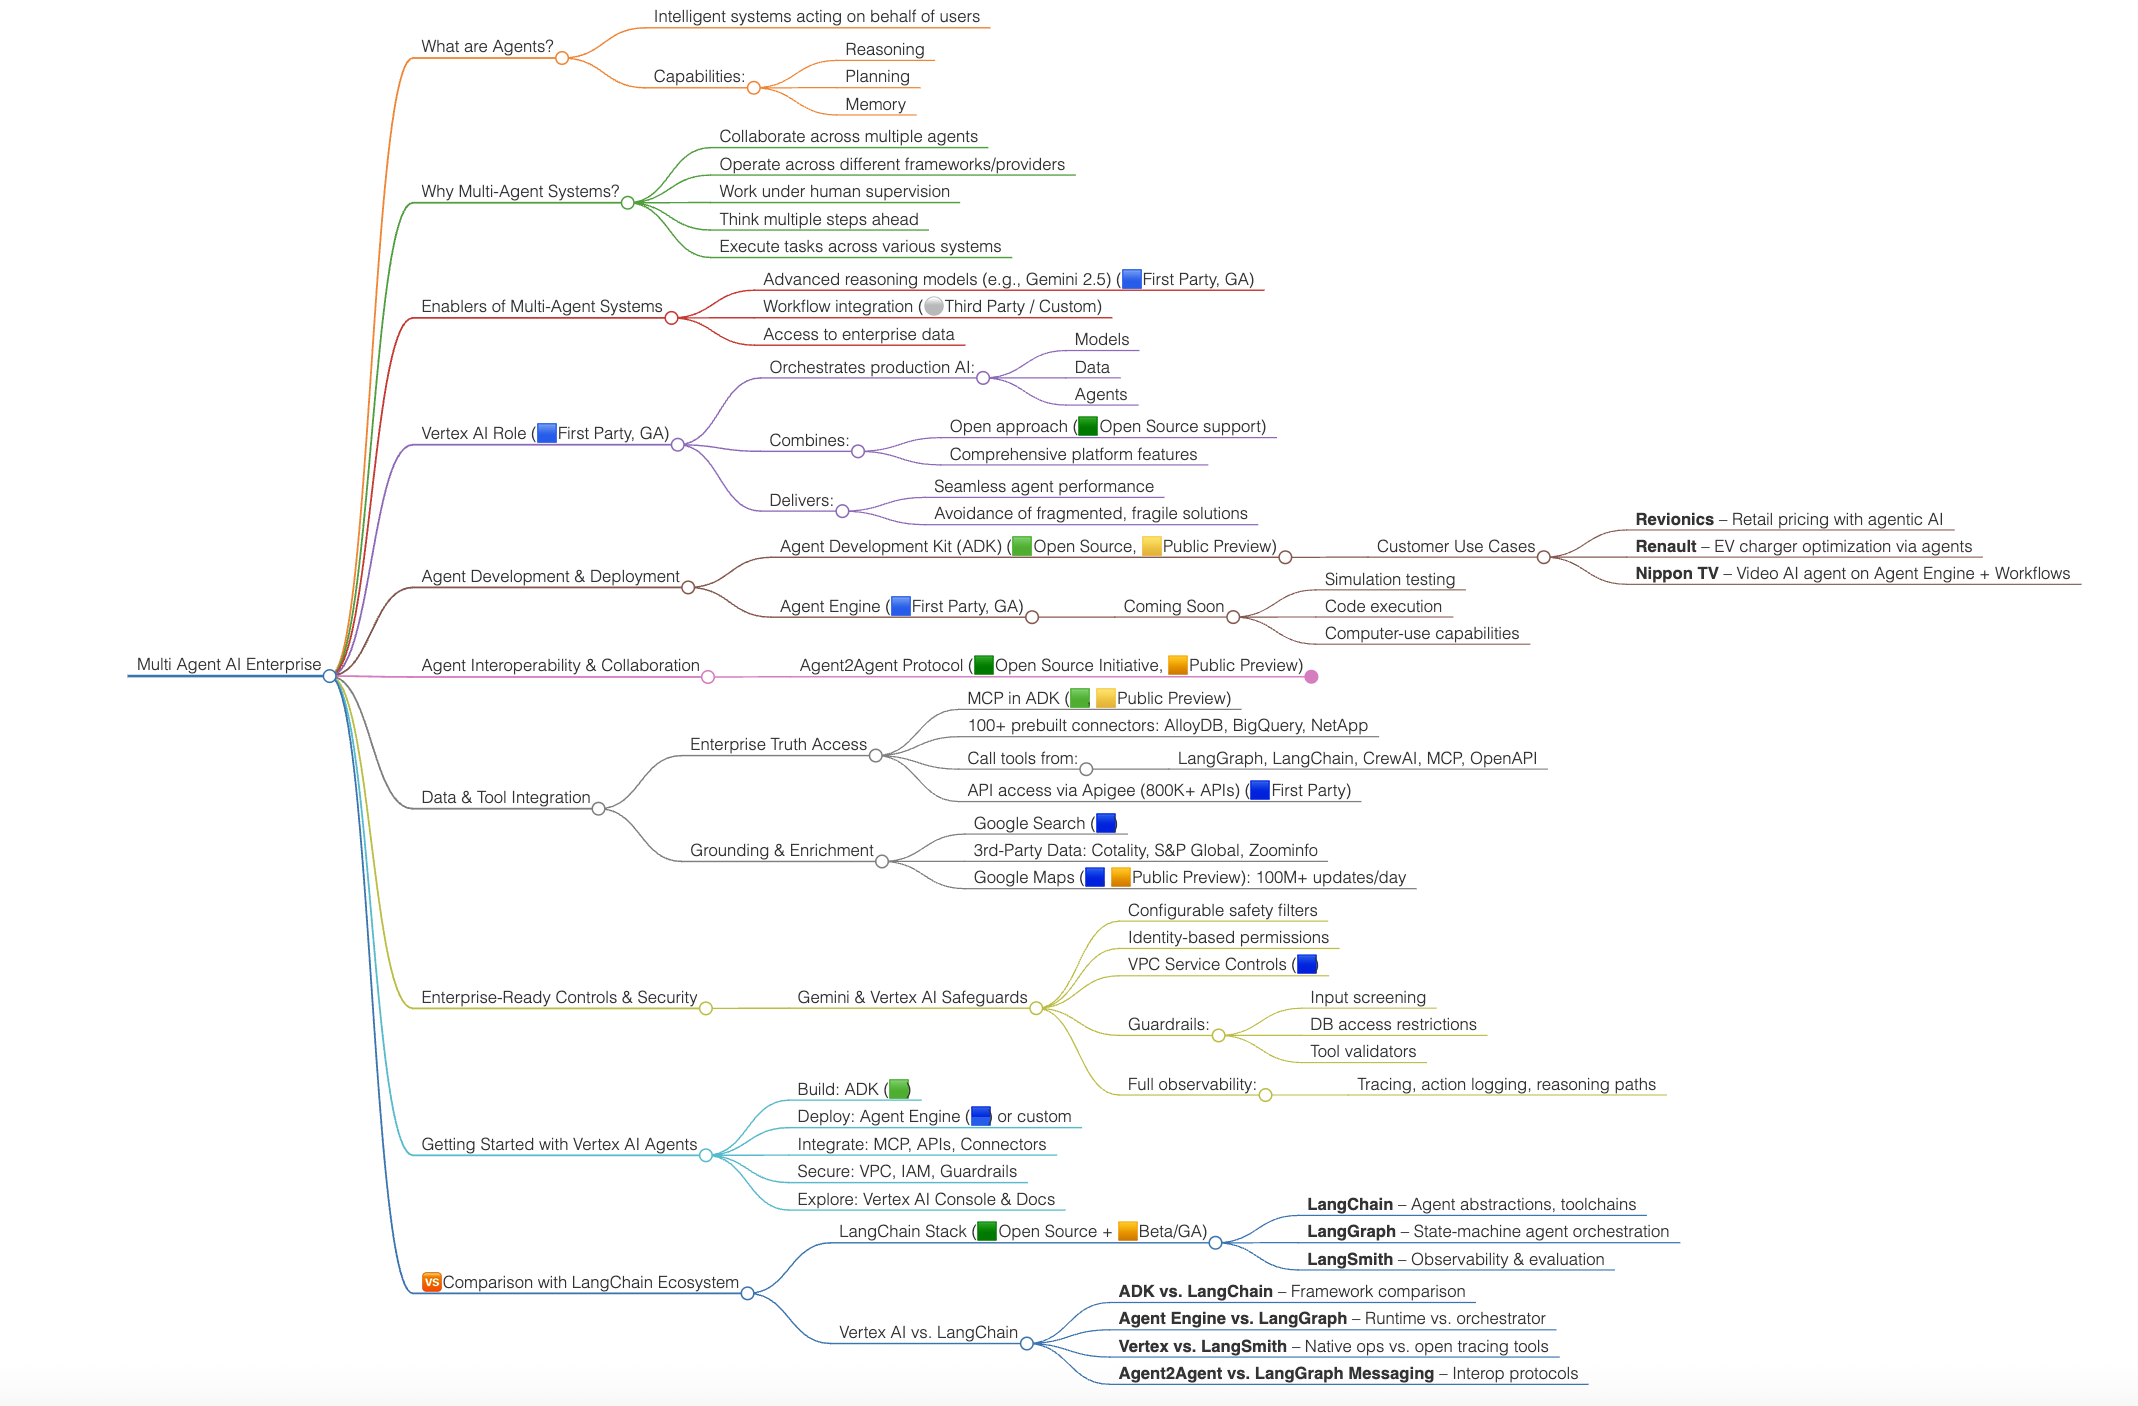 Multi Agent AI Enterprise
What are Agents?
Intelligent systems acting on behalf of users
Capabilities:
Reasoning
Planning
Memory
Why Multi-Agent Systems?
Collaborate across multiple agents
Operate across different frameworks/providers
Work under human supervision
Think multiple steps ahead
Execute tasks across various systems
Enablers of Multi-Agent Systems
Advanced reasoning models (e.g., Gemini 2.5) (🟦First Party, GA)
Workflow integration (⚪Third Party / Custom)
Access to enterprise data
Vertex AI Role (🟦First Party, GA)
Orchestrates production AI:
Models
Data
Agents
Combines:
Open approach (🟩Open Source support)
Comprehensive platform features
Delivers:
Seamless agent performance
Avoidance of fragmented, fragile solutions
Agent Development & Deployment
Agent Development Kit (ADK) (🟩Open Source, 🟨Public Preview)
Customer Use Cases
Revionics – Retail pricing with agentic AI
Renault – EV charger optimization via agents
Nippon TV – Video AI agent on Agent Engine + Workflows
Agent Engine (🟦First Party, GA)
Coming Soon
Simulation testing
Code execution
Computer-use capabilities
Agent Interoperability & Collaboration
Agent2Agent Protocol (🟩Open Source Initiative, 🟨Public Preview)
Data & Tool Integration
Enterprise Truth Access
MCP in ADK (🟩, 🟨Public Preview)
100+ prebuilt connectors: AlloyDB, BigQuery, NetApp
Call tools from:
LangGraph, LangChain, CrewAI, MCP, OpenAPI
API access via Apigee (800K+ APIs) (🟦First Party)
Grounding & Enrichment
Google Search (🟦)
3rd-Party Data: Cotality, S&P Global, Zoominfo
Google Maps (🟦 🟨Public Preview): 100M+ updates/day
Enterprise-Ready Controls & Security
Gemini & Vertex AI Safeguards
Configurable safety filters
Identity-based permissions
VPC Service Controls (🟦)
Guardrails:
Input screening
DB access restrictions
Tool validators
Full observability:
Tracing, action logging, reasoning paths
Getting Started with Vertex AI Agents
Build: ADK (🟩)
Deploy: Agent Engine (🟦) or custom
Integrate: MCP, APIs, Connectors
Secure: VPC, IAM, Guardrails
Explore: Vertex AI Console & Docs
🆚Comparison with LangChain Ecosystem
LangChain Stack (🟩Open Source + 🟨Beta/GA)
LangChain – Agent abstractions, toolchains
LangGraph – State-machine agent orchestration
LangSmith – Observability & evaluation
Vertex AI vs. LangChain
ADK vs. LangChain – Framework comparison
Agent Engine vs. LangGraph – Runtime vs. orchestrator
Vertex vs. LangSmith – Native ops vs. open tracing tools
Agent2Agent vs. LangGraph Messaging – Interop protocols